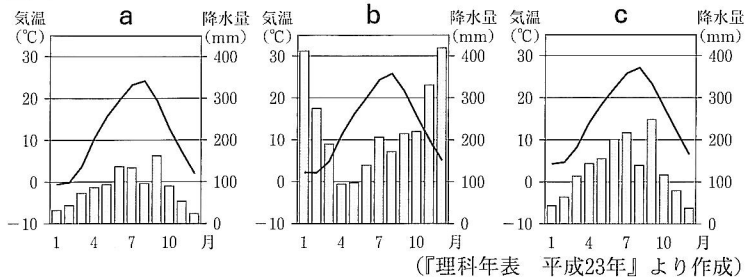 気温 a 降水量 気温 b 降水量 気温 c 降水量
(℃) (mm) (℃) (mm) (℃) (mm)
30 400 30 400 30 400
20 300 20 300 20 300
10 200 10 200 10 200
0 100 0 100 0 100
-10 0 -10 0 -10 0
1 4 7 10 月 1 4 7 10 月 1 4 7 10 月
(『理科年表 平成23年』より作成)